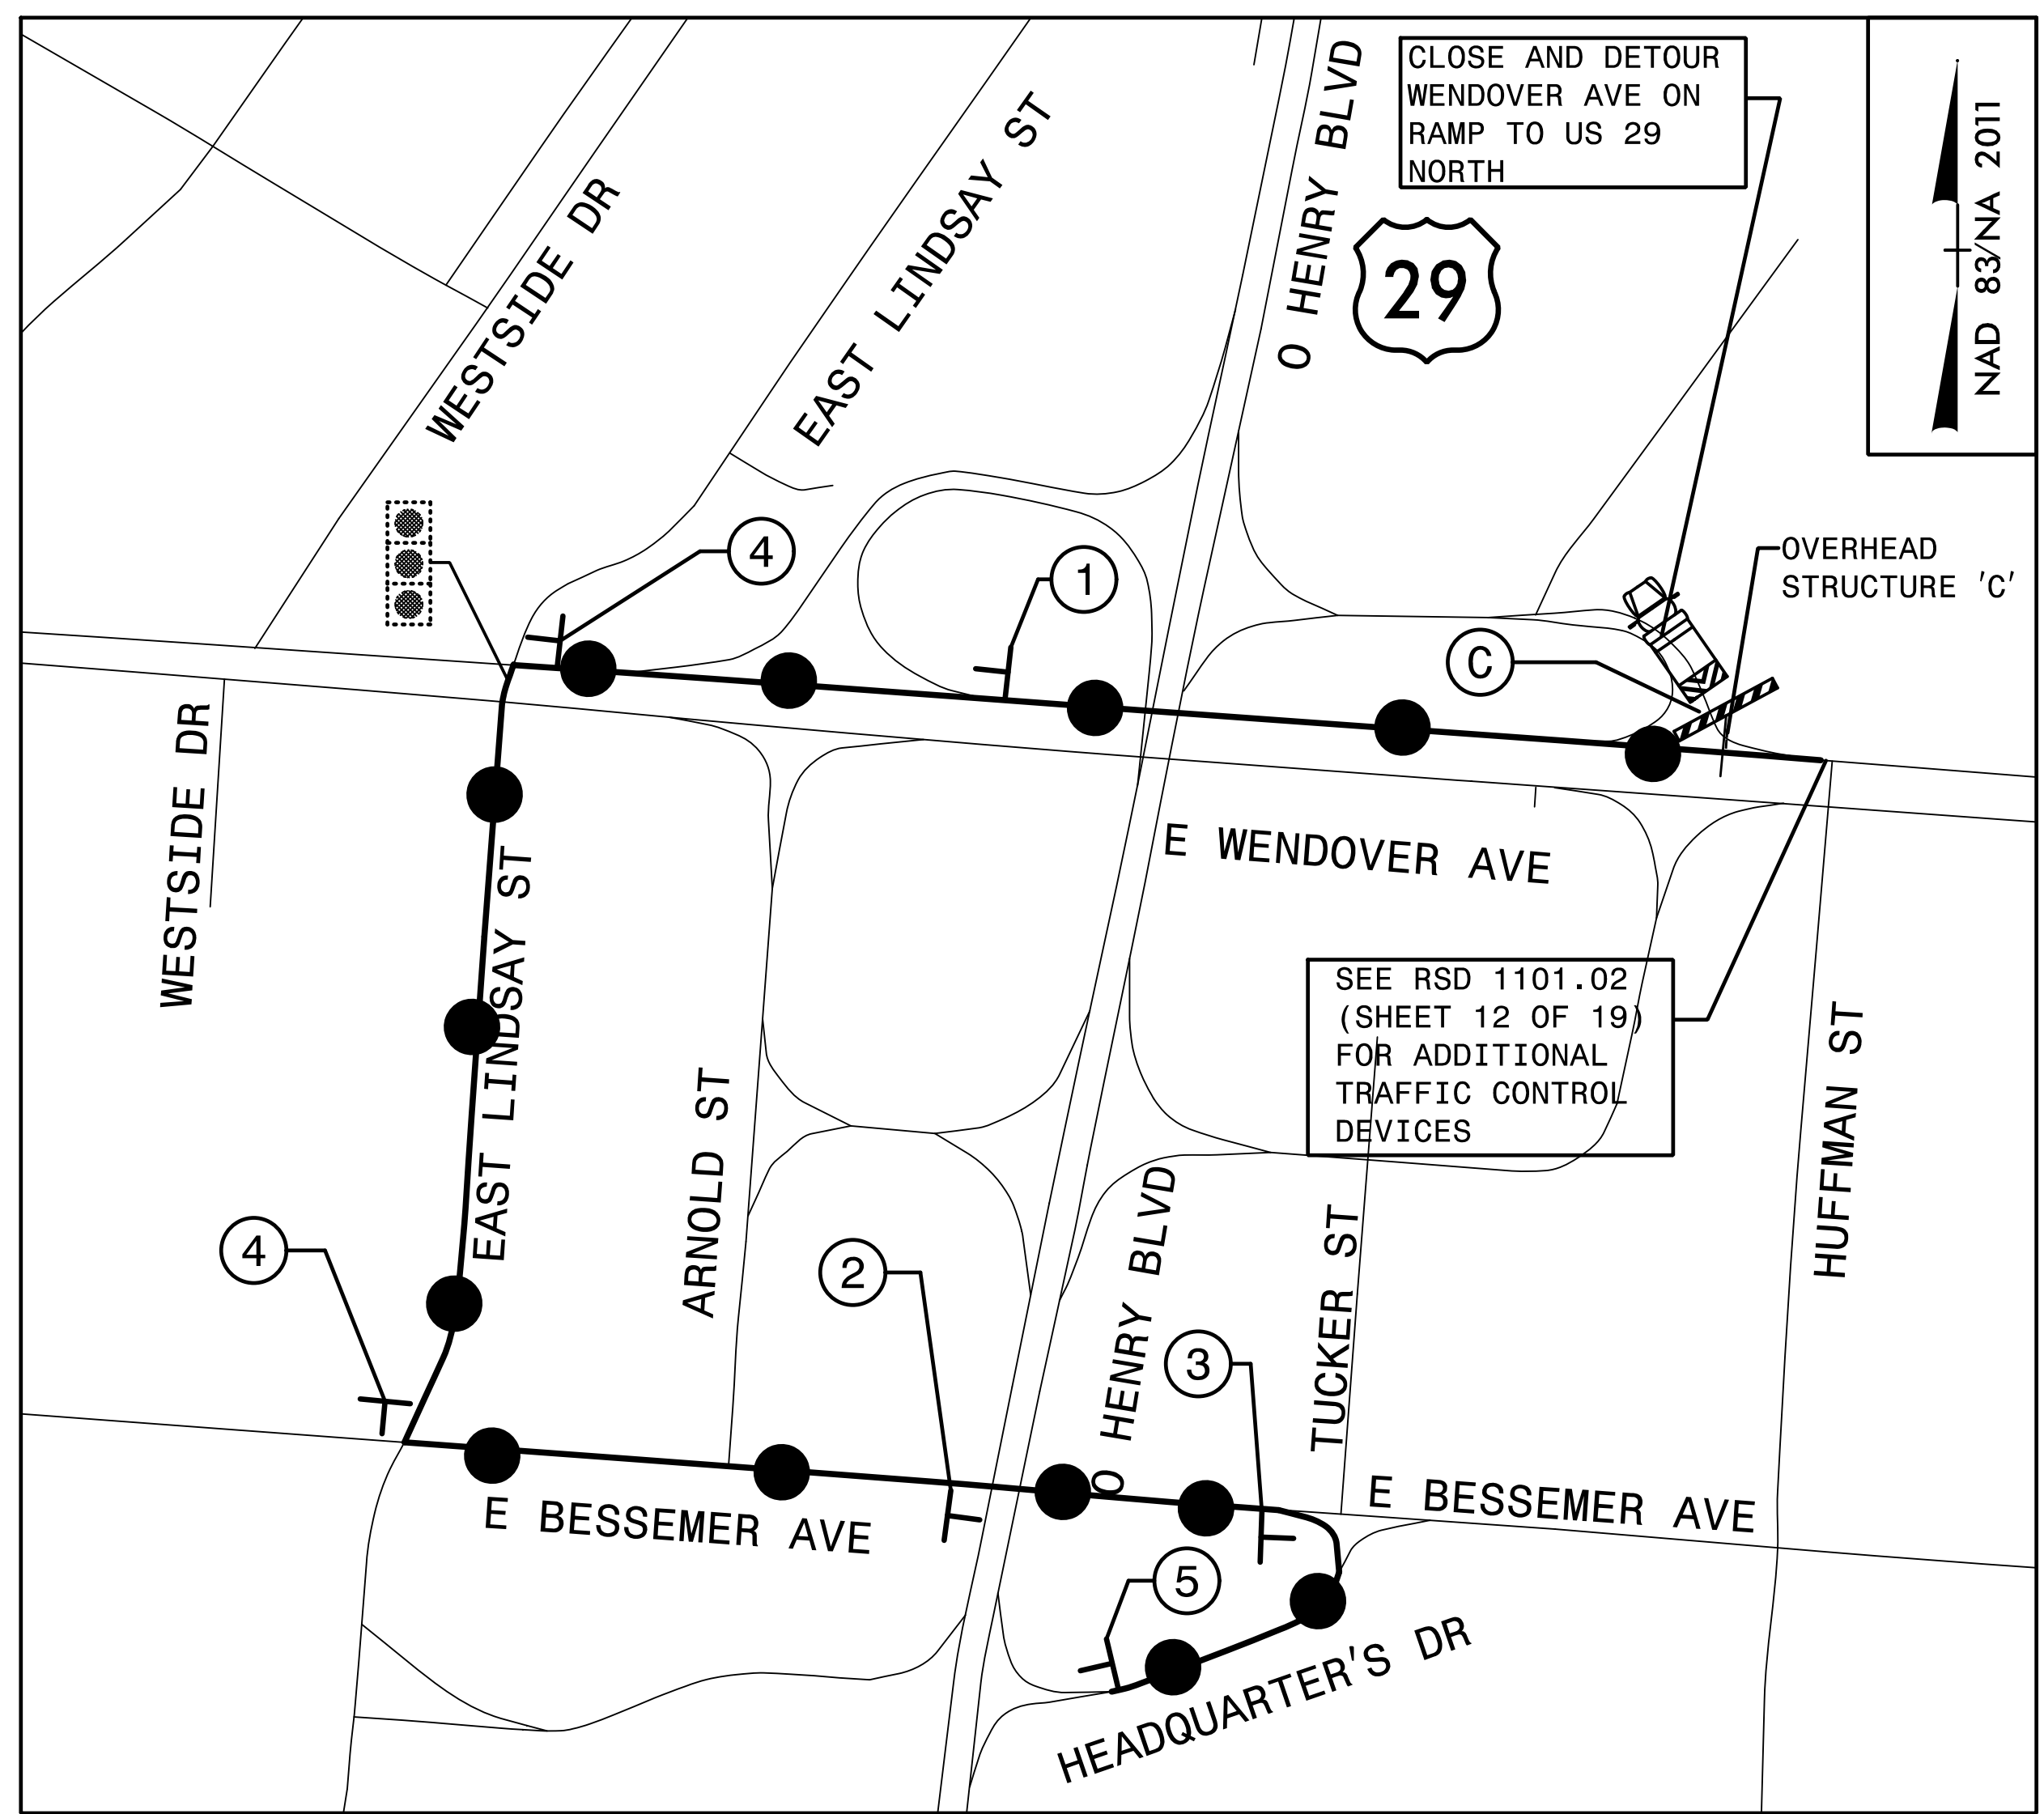 CLOSE AND DETOUR
WENDOVER AVE ON
RAMP TO US 29
NORTH
NAD 83/NA 2011
O HENRY BLVD
29
WESTSIDE DR
EAST LINDSAY ST
4
1
OVERHEAD
STRUCTURE 'C'
C
WESTSIDE DR
E WENDOVER AVE
EAST LINDSAY ST
SEE RSD 1101.02
(SHEET 12 OF 19)
FOR ADDITIONAL
TRAFFIC CONTROL
DEVICES
ARNOLD ST
HUFFMAN ST
4
2
O HENRY BLVD
3
TUCKER ST
E BESSEMER AVE
E BESSEMER AVE
5
HEADQUARTER'S DR